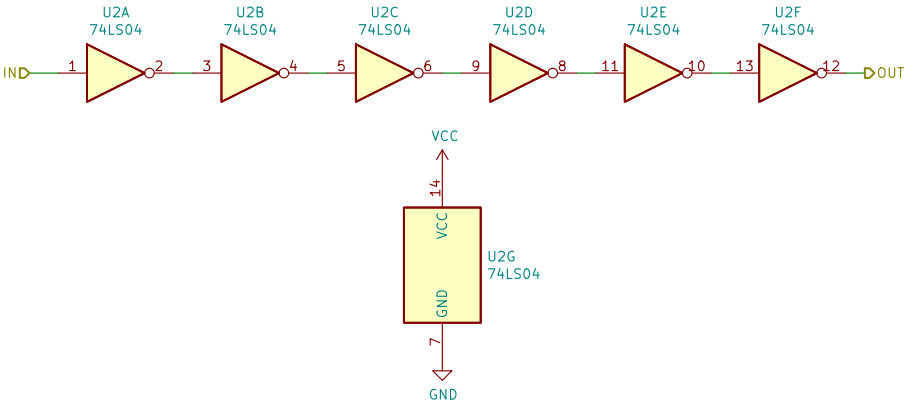 U2A U2B U2C U2D U2E U2F
74LS04 74LS04 74LS04 74LS04 74LS04 74LS04
IN 1 2 3 4 5 6 9 8 11 10 13 12 OUT
VCC
14
VCC
U2G
74LS04
GND
7
GND